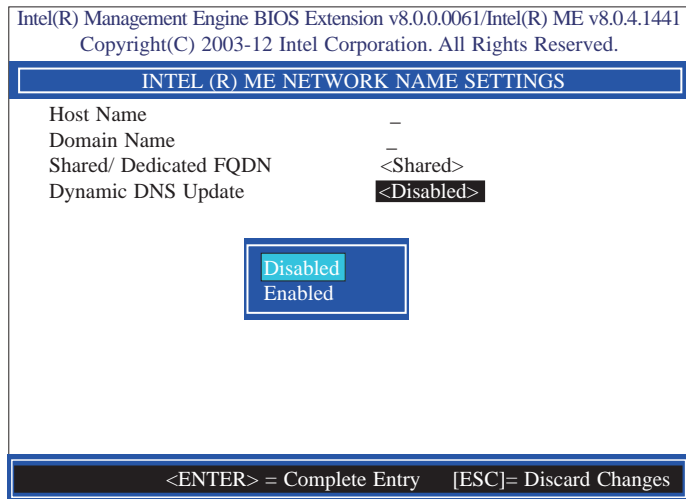 Intel(R) Management Engine BIOS Extension v8.0.0.0061/Intel(R) ME v8.0.4.1441
Copyright(C) 2003-12 Intel Corporation. All Rights Reserved.
INTEL (R) ME NETWORK NAME SETTINGS
Host Name _
Domain Name _
Shared/ Dedicated FQDN <Shared>
Dynamic DNS Update <Disabled>
Disabled
Enabled
<ENTER> = Complete Entry [ESC]= Discard Changes